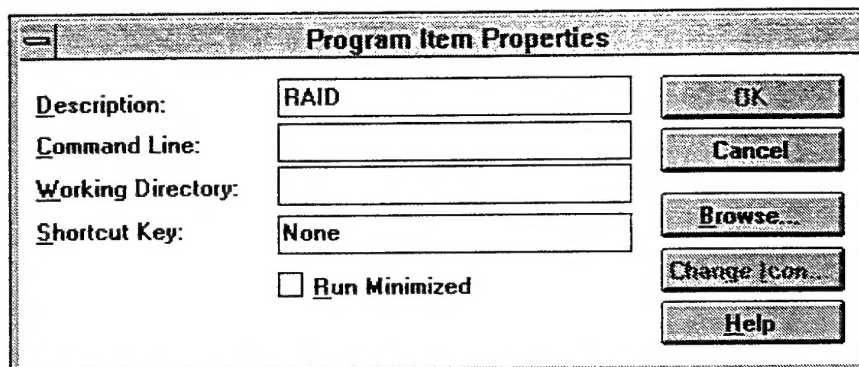 Program Item Properties
Description: RAID
Command Line:
Working Directory:
Shortcut Key: None
Run Minimized
OK
Cancel
Browse...
Change Icon...
Help